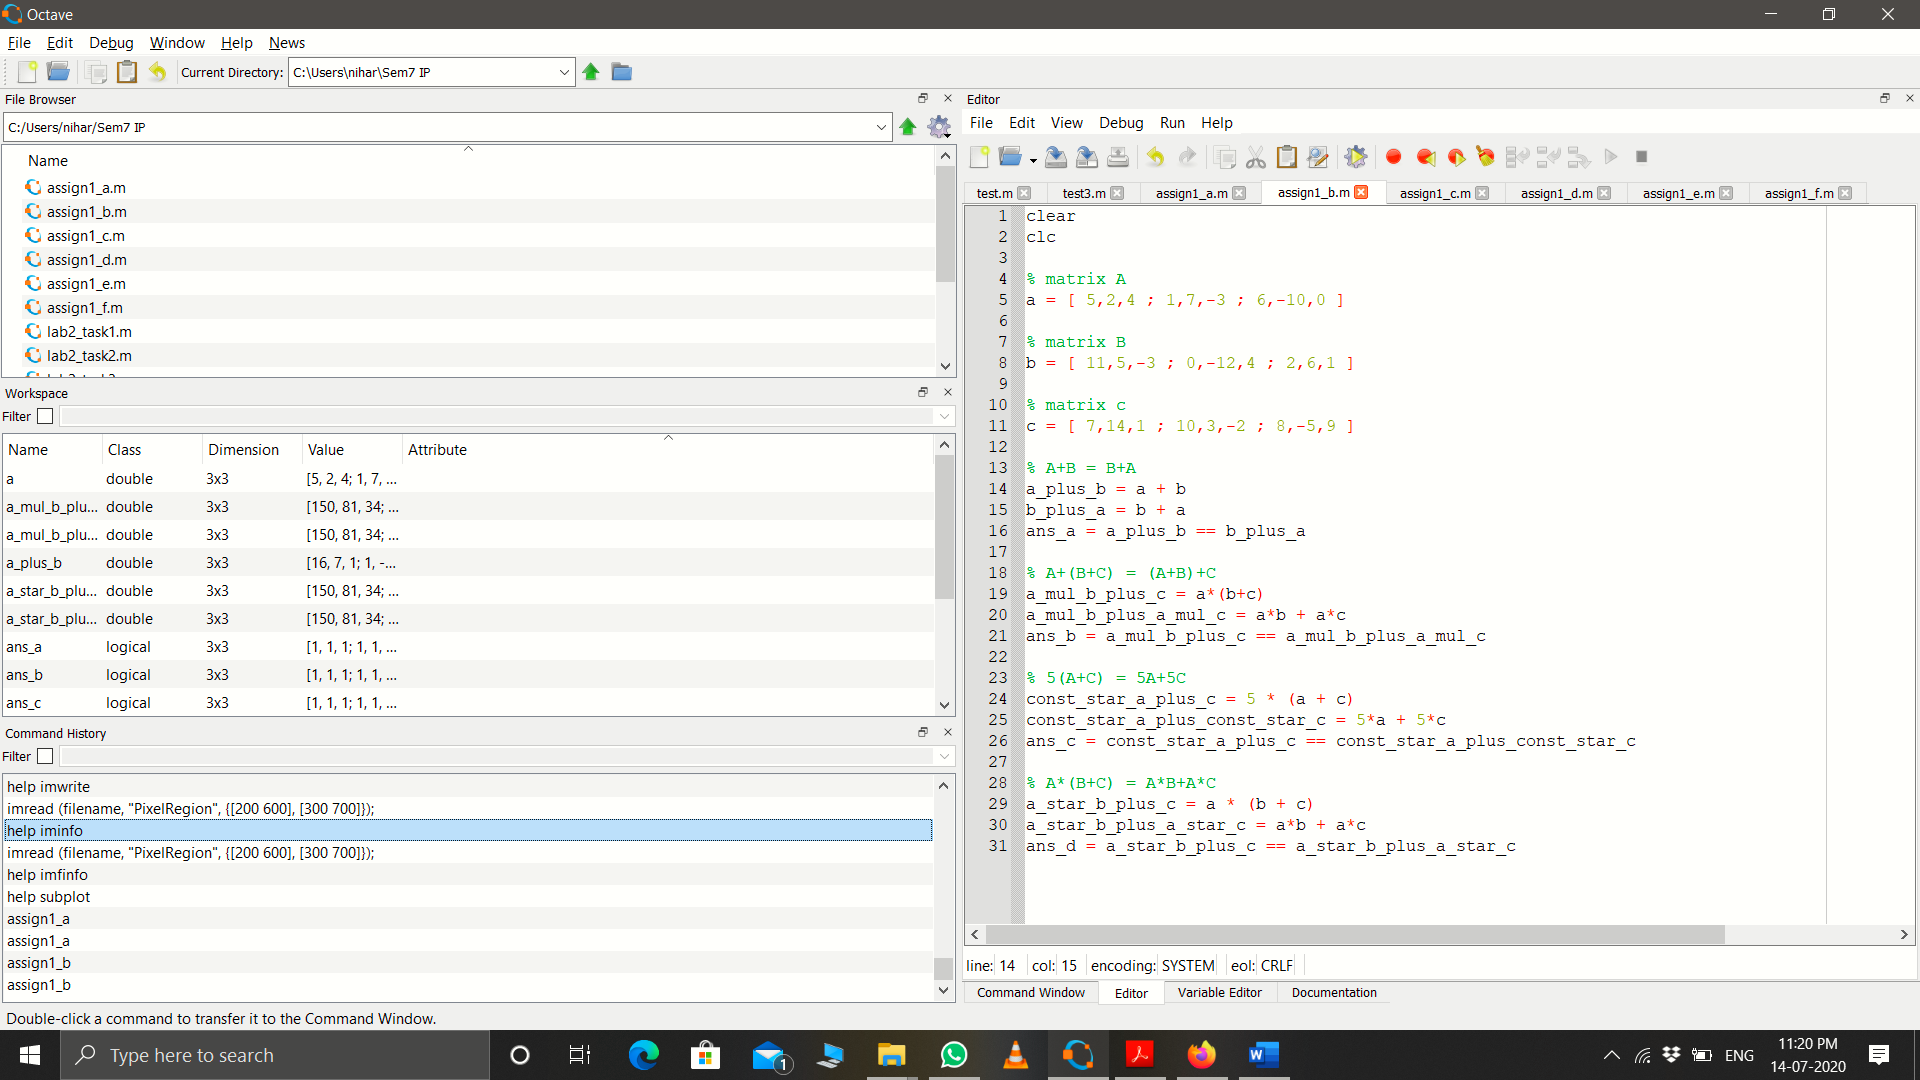 Octave
File Edit Debug Window Help News
Current Directory: C:\Users\nihar\Sem7 IP
File Browser
C:/Users/nihar/Sem7 IP
Name
assign1_a.m
assign1_b.m
assign1_c.m
assign1_d.m
assign1_e.m
assign1_f.m
lab2_task1.m
lab2_task2.m
Workspace
Filter
Name Class Dimension Value Attribute
a double 3x3 [5, 2, 4; 1, 7, ...
a_mul_b_plu... double 3x3 [150, 81, 34; ...
a_mul_b_plu... double 3x3 [150, 81, 34; ...
a_plus_b double 3x3 [16, 7, 1; 1, -...
a_star_b_plu... double 3x3 [150, 81, 34; ...
a_star_b_plu... double 3x3 [150, 81, 34; ...
ans_a logical 3x3 [1, 1, 1; 1, 1, ...
ans_b logical 3x3 [1, 1, 1; 1, 1, ...
ans_c logical 3x3 [1, 1, 1; 1, 1, ...
Command History
Filter
help imwrite
imread (filename, "PixelRegion", {[200 600], [300 700]});
help iminfo
imread (filename, "PixelRegion", {[200 600], [300 700]});
help imfinfo
help subplot
assign1_a
assign1_a
assign1_b
assign1_b
Double-click a command to transfer it to the Command Window.
Editor
File Edit View Debug Run Help
test.m test3.m assign1_a.m assign1_b.m assign1_c.m assign1_d.m assign1_e.m assign1_f.m
1 clear
2 clc
3
4 % matrix A
5 a = [ 5,2,4 ; 1,7,-3 ; 6,-10,0 ]
6
7 % matrix B
8 b = [ 11,5,-3 ; 0,-12,4 ; 2,6,1 ]
9
10 % matrix c
11 c = [ 7,14,1 ; 10,3,-2 ; 8,-5,9 ]
12
13 % A+B = B+A
14 a_plus_b = a + b
15 b_plus_a = b + a
16 ans_a = a_plus_b == b_plus_a
17
18 % A+(B+C) = (A+B)+C
19 a_mul_b_plus_c = a*(b+c)
20 a_mul_b_plus_a_mul_c = a*b + a*c
21 ans_b = a_mul_b_plus_c == a_mul_b_plus_a_mul_c
22
23 % 5(A+C) = 5A+5C
24 const_star_a_plus_c = 5 * (a + c)
25 const_star_a_plus_const_star_c = 5*a + 5*c
26 ans_c = const_star_a_plus_c == const_star_a_plus_const_star_c
27
28 % A*(B+C) = A*B+A*C
29 a_star_b_plus_c = a * (b + c)
30 a_star_b_plus_a_star_c = a*b + a*c
31 ans_d = a_star_b_plus_c == a_star_b_plus_a_star_c
line: 14 col: 15 encoding: SYSTEM eol: CRLF
Command Window Editor Variable Editor Documentation
Type here to search
1
ENG
11:20 PM
14-07-2020